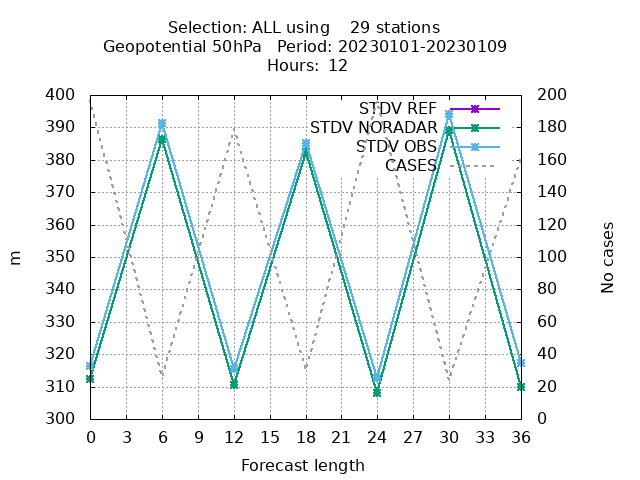 Selection: ALL using    29 stations
Geopotential 50hPa   Period: 20230101-20230109
Hours:  12
STDV REF
STDV NORADAR
STDV OBS
CASES
400
390
380
370
360
350
340
330
320
310
300
m
200
180
160
140
120
100
80
60
40
20
0
No cases
0 3 6 9 12 15 18 21 24 27 30 33 36
Forecast length